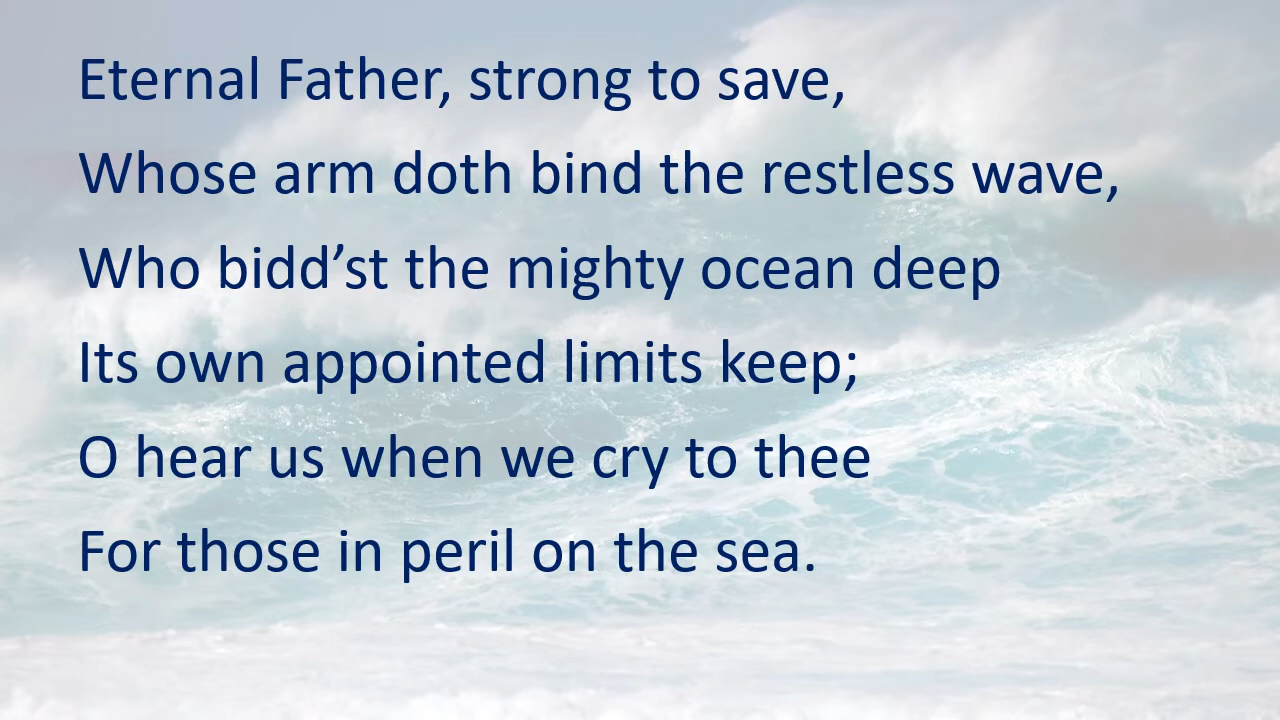 Eternal Father, strong to save,
Whose arm doth bind the restless wave,
Who bidd’st the mighty ocean deep
Its own appointed limits keep;
O hear us when we cry to thee
For those in peril on the sea.